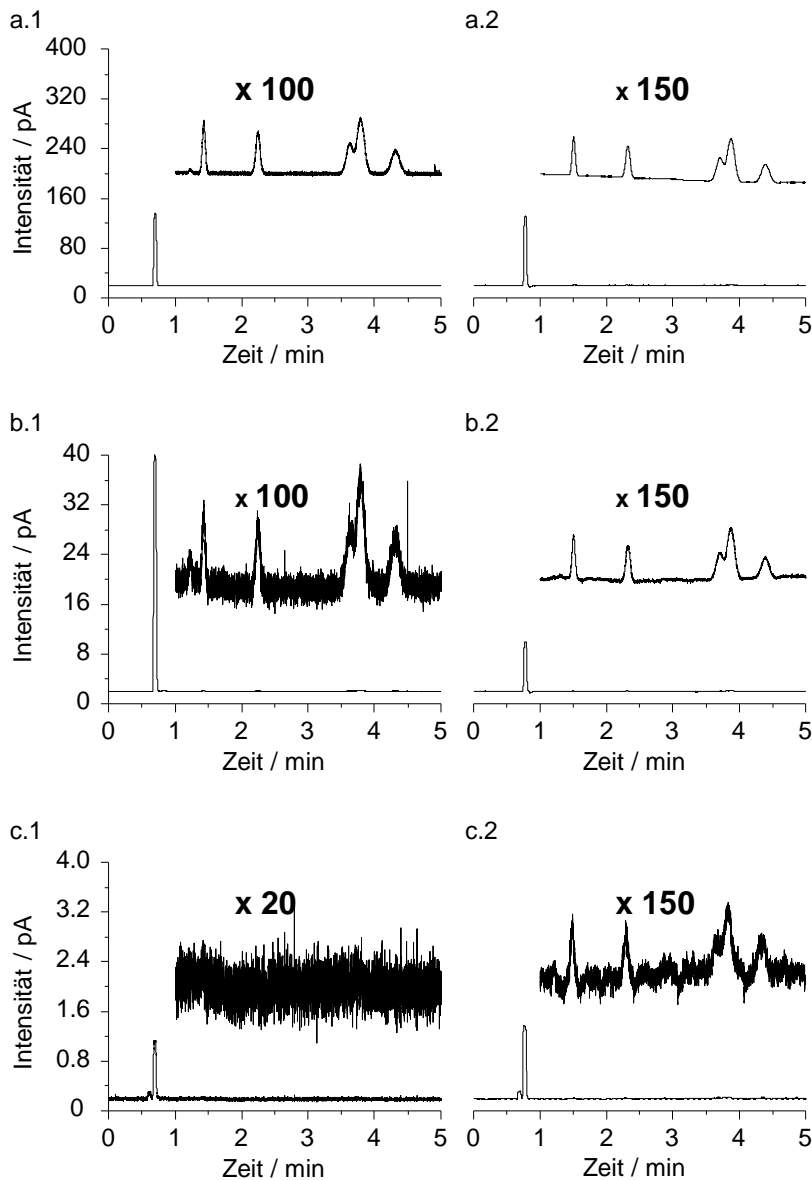 a.1
a.2
400
320
240
160
80
0
Intensität / pA
x 100
x 150
0 1 2 3 4 5
0 1 2 3 4 5
Zeit / min
Zeit / min
b.1
b.2
40
32
24
16
8
0
Intensität / pA
x 100
x 150
0 1 2 3 4 5
0 1 2 3 4 5
Zeit / min
Zeit / min
c.1
c.2
4.0
3.2
2.4
1.6
0.8
0
Intensität / pA
x 20
x 150
0 1 2 3 4 5
0 1 2 3 4 5
Zeit / min
Zeit / min